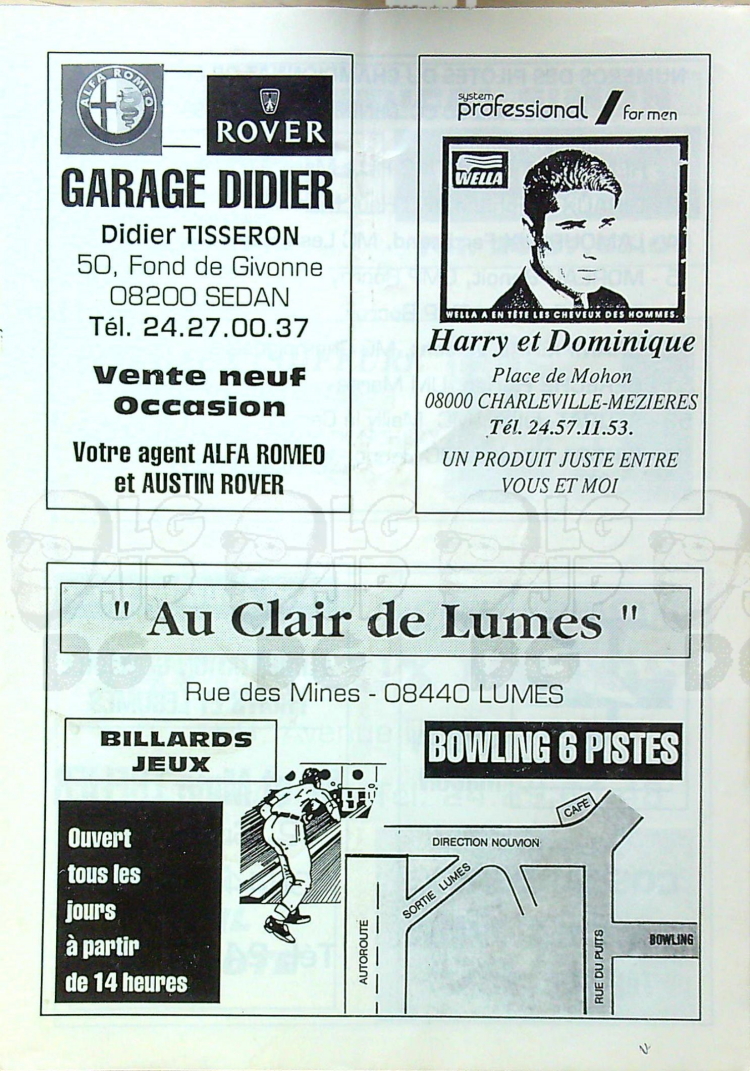 ALFA ROMEO
ROVER
GARAGE DIDIER
Didier TISSERON
50, Fond de Givonne
08200 SEDAN
Tél. 24.27.00.37
Vente neuf
Occasion
Votre agent ALFA ROMEO
et AUSTIN ROVER
system
professional / for men
WELLA
WELLA A EN TÊTE LES CHEVEUX DES HOMMES.
Harry et Dominique
Place de Mohon
08000 CHARLEVILLE-MEZIERES
Tél. 24.57.11.53.
UN PRODUIT JUSTE ENTRE
VOUS ET MOI
" Au Clair de Lumes "
Rue des Mines - 08440 LUMES
BILLARDS
JEUX
BOWLING 6 PISTES
Ouvert
tous les
jours
à partir
de 14 heures
CAFÉ
DIRECTION NOUVION
SORTIE LUMES
AUTOROUTE
RUE DU PUITS
BOWLING